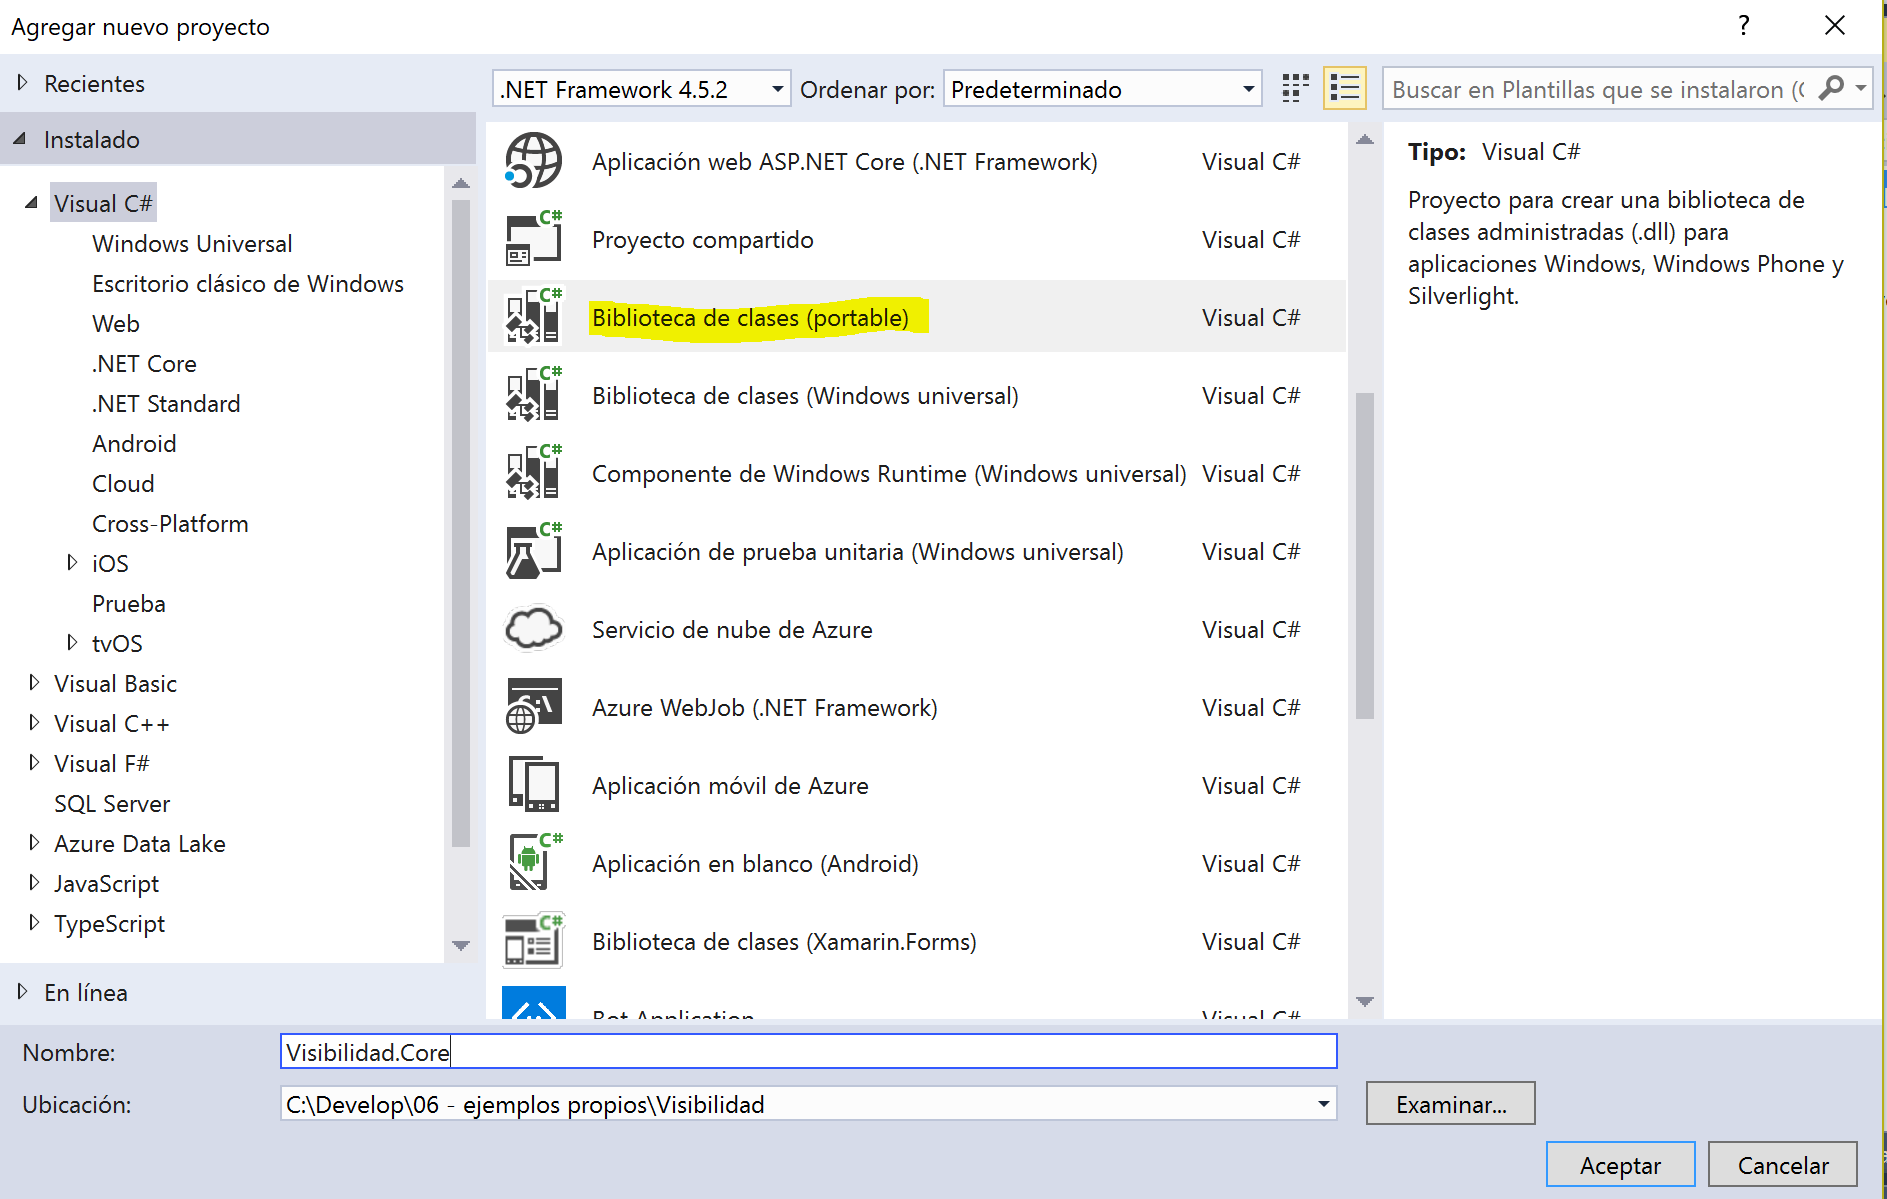 Agregar nuevo proyecto
?
Recientes
Instalado
Visual C#
Windows Universal
Escritorio clásico de Windows
Web
.NET Core
.NET Standard
Android
Cloud
Cross-Platform
iOS
Prueba
tvOS
Visual Basic
Visual C++
Visual F#
SQL Server
Azure Data Lake
JavaScript
TypeScript
En línea
.NET Framework 4.5.2
Ordenar por:
Predeterminado
Buscar en Plantillas que se instalaron (
Aplicación web ASP.NET Core (.NET Framework) Visual C#
C#
Proyecto compartido Visual C#
C#
Biblioteca de clases (portable) Visual C#
C#
Biblioteca de clases (Windows universal) Visual C#
C#
Componente de Windows Runtime (Windows universal) Visual C#
C#
Aplicación de prueba unitaria (Windows universal) Visual C#
Servicio de nube de Azure Visual C#
Azure WebJob (.NET Framework) Visual C#
Aplicación móvil de Azure Visual C#
C#
Aplicación en blanco (Android) Visual C#
C#
Biblioteca de clases (Xamarin.Forms) Visual C#
Bot Application Visual C#
Tipo: Visual C#
Proyecto para crear una biblioteca de
clases administradas (.dll) para
aplicaciones Windows, Windows Phone y
Silverlight.
Nombre:
Visibilidad.Core
Ubicación:
C:\Develop\06 - ejemplos propios\Visibilidad
Examinar...
Aceptar
Cancelar